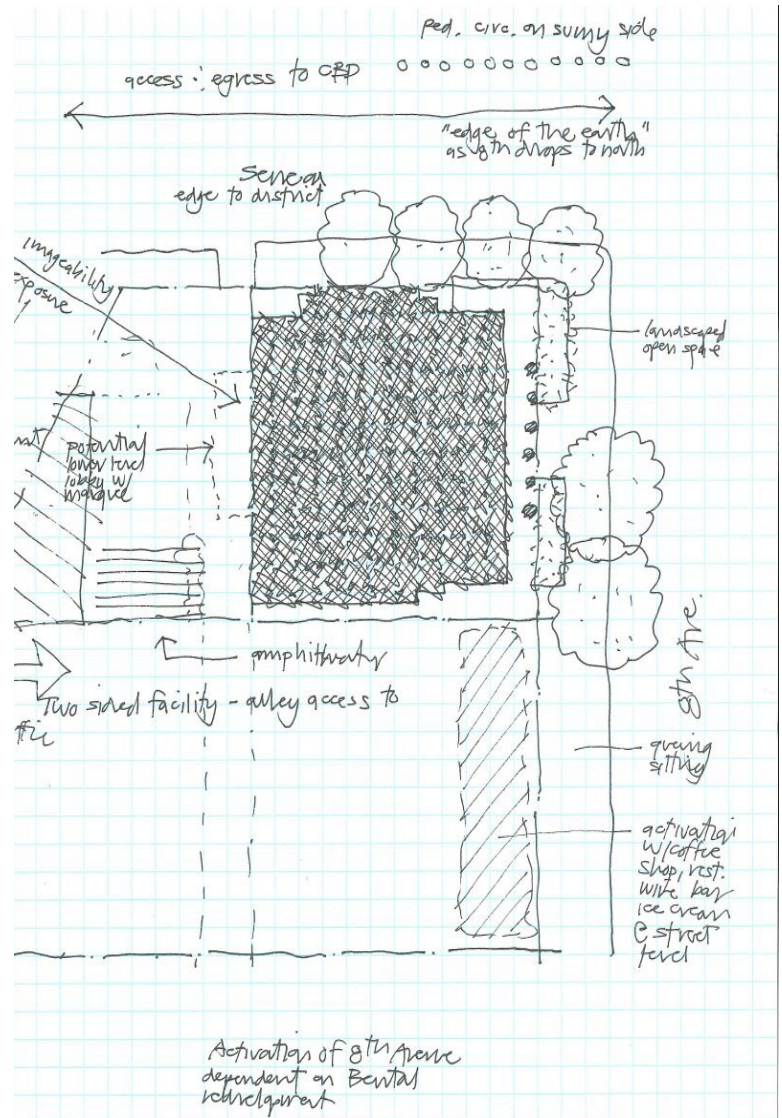 ped. circ. on sunny side
access & egress to CBD
"edge of the earth"
as 8th drops to north
Seneca
edge to district
imageability
exposure
landscaped
open space
potential
lower level
lobby w/
marquee
amphitheater
Two sided facility - alley access to
8th Ave.
queing
sitting
activation
w/coffee
shop, rest.
wine bar
ice cream
@ street
level
Activation of 8th Avenue
dependent on Bental
redevelopment